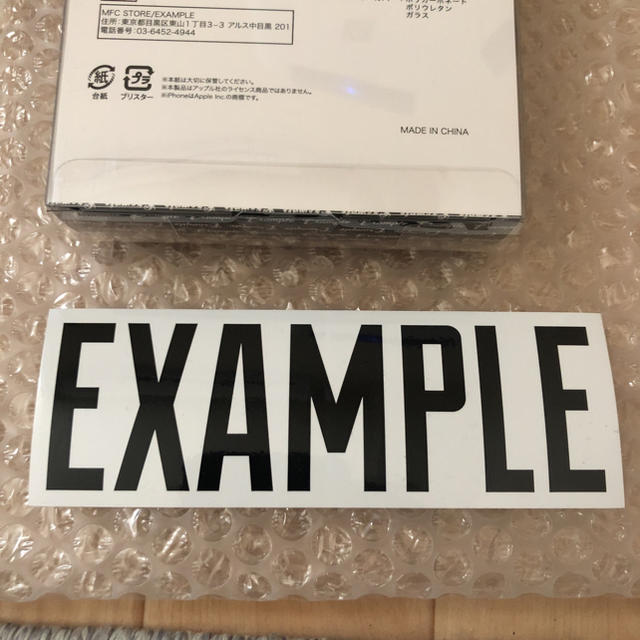 MFC STORE/EXAMPLE
住所:東京都目黒区東山1丁目3-3 アルス中目黒 201
電話番号:03-6452-4944
ポリウレタン
ガラス
紙
台紙
プラ
ブリスター
※本紙は大切に保管してください。
※本製品はアップル社のライセンス商品ではありません。
※iPhoneはApple Inc.の商標です。
MADE IN CHINA
EXAMPLE